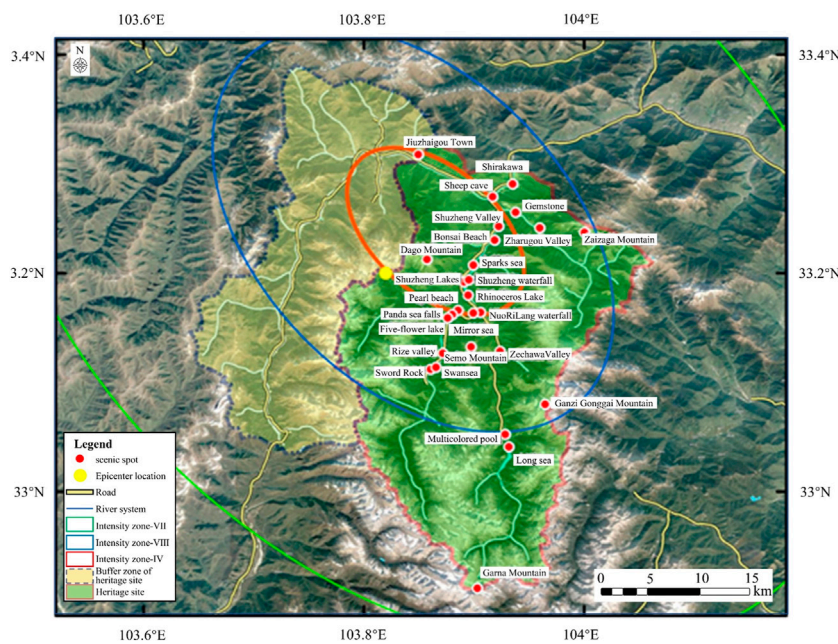 103.6°E
103.8°E
104°E
3.4°N
33.4°N
N
Jiuzhaigou Town
Shirakawa
Sheep cave
Gemstone
Shuzheng Valley
Bonsai Beach
Zharugou Valley
Zaizaga Mountain
Dago Mountain
Sparks sea
3.2°N
33.2°N
Shuzheng Lakes
Shuzheng waterfall
Pearl beach
Rhinoceros Lake
Panda sea falls
NuoRiLang waterfall
Five-flower lake
Mirror sea
Rize valley
Semo Mountain
ZechawaValley
Sword Rock
Swansea
Ganzi Gonggai Mountain
Multicolored pool
Long sea
Legend
scenic spot
Epicenter location
Road
River system
Intensity zone-VII
Intensity zone-VIII
Intensity zone-IV
Buffer zone of
heritage site
Heritage site
33°N
33°N
Garna Mountain
0 5 10 15
km
103.6°E
103.8°E
104°E